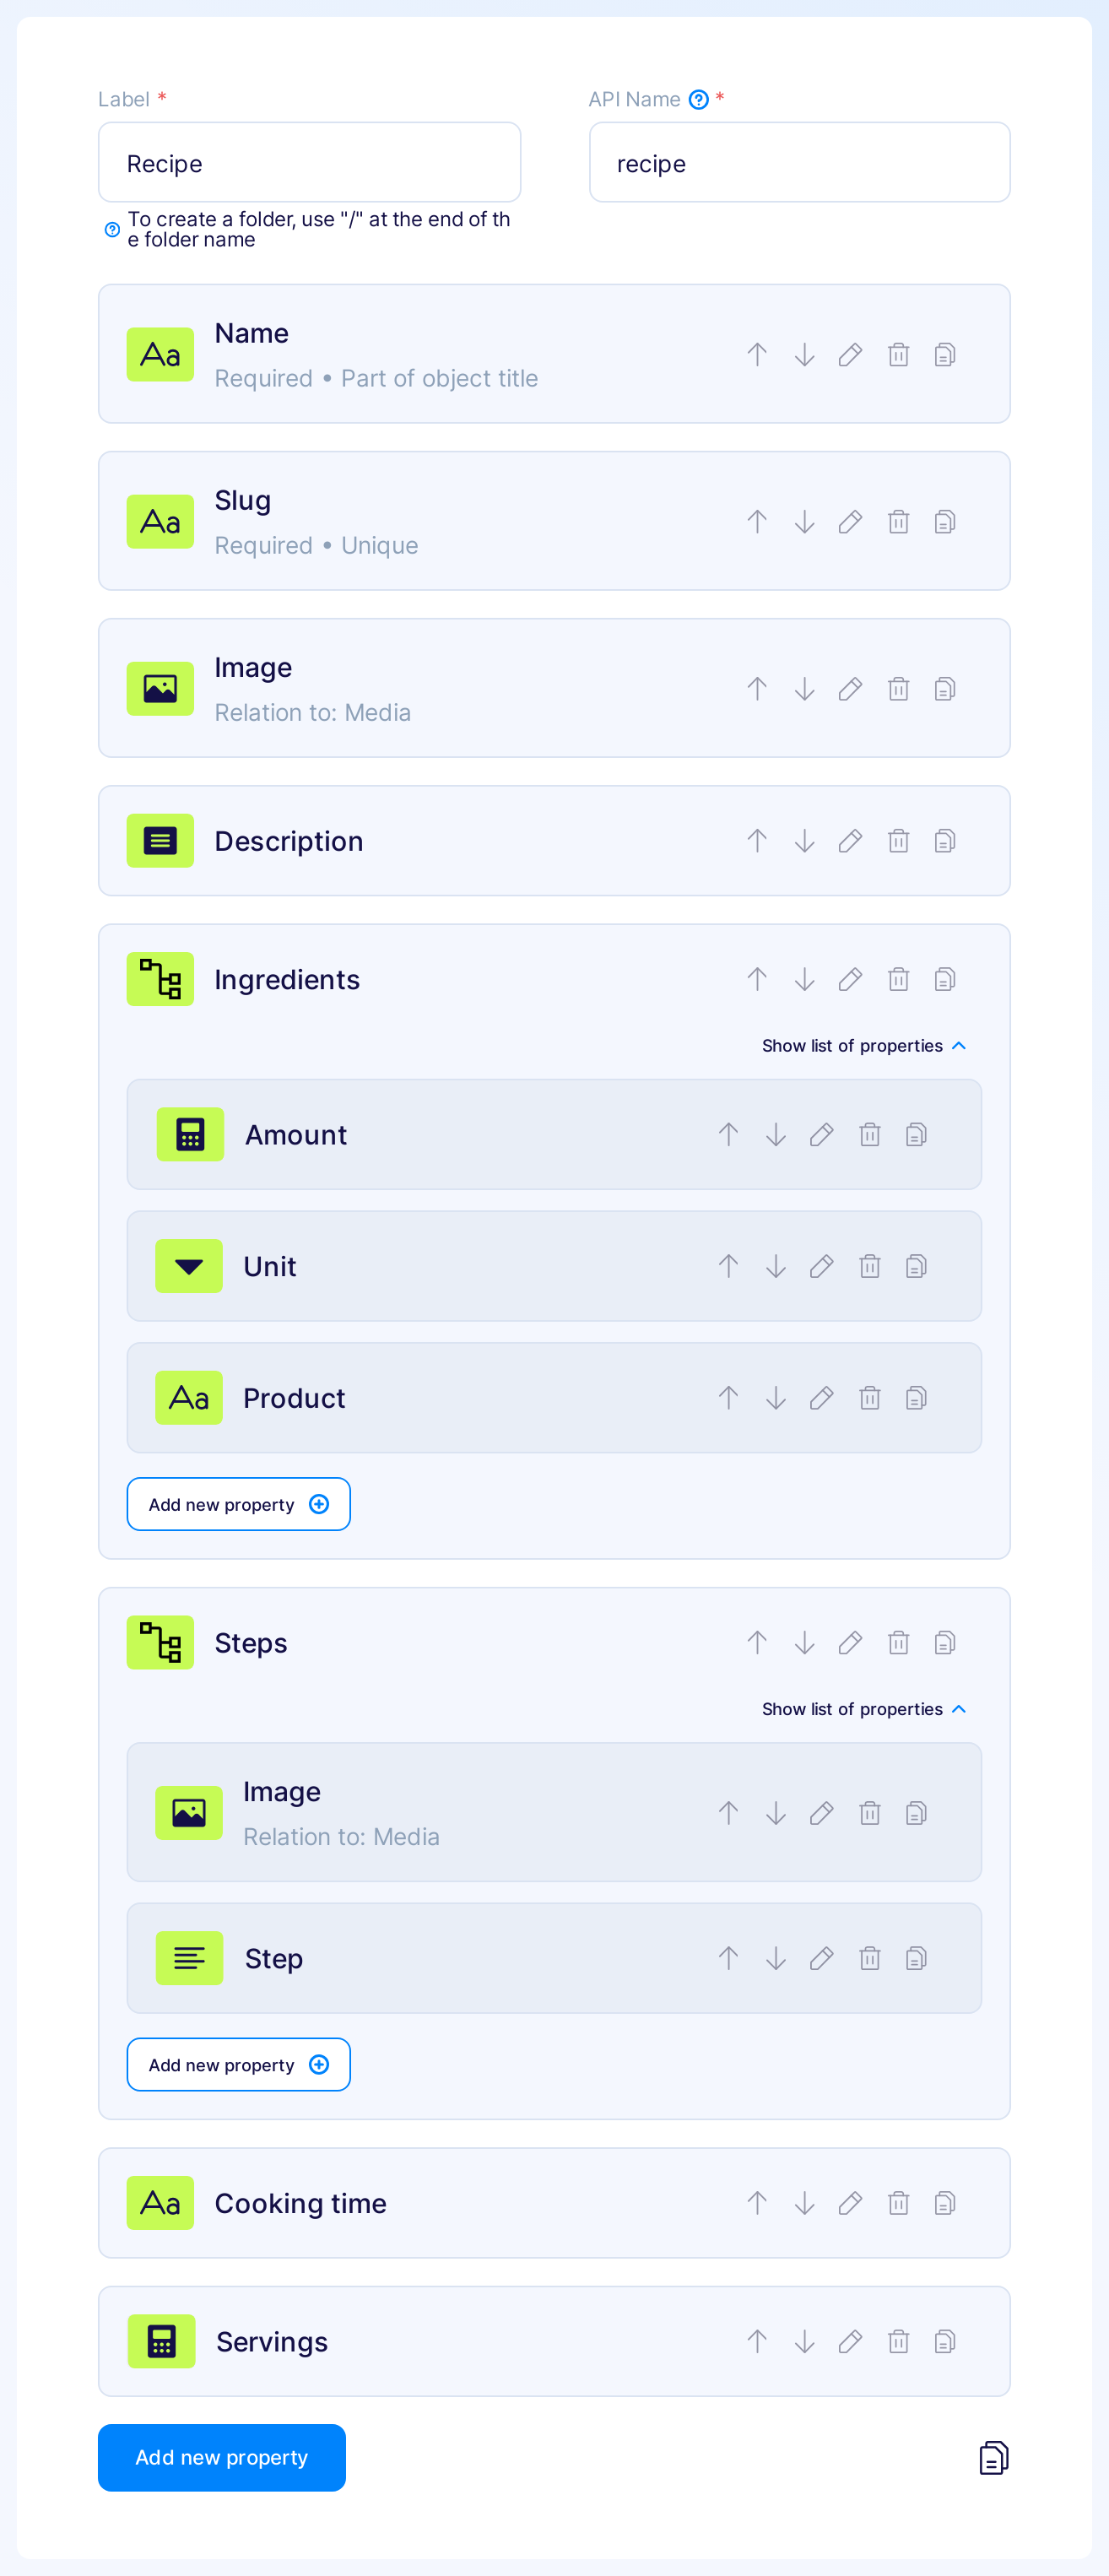 Label *
API Name *
Recipe
recipe
To create a folder, use "/" at the end of th
e folder name
Aa
Name
Required • Part of object title
Aa
Slug
Required • Unique
Image
Relation to: Media
Description
Ingredients
Show list of properties
Amount
Unit
Aa
Product
Add new property
Steps
Show list of properties
Image
Relation to: Media
Step
Add new property
Aa
Cooking time
Servings
Add new property